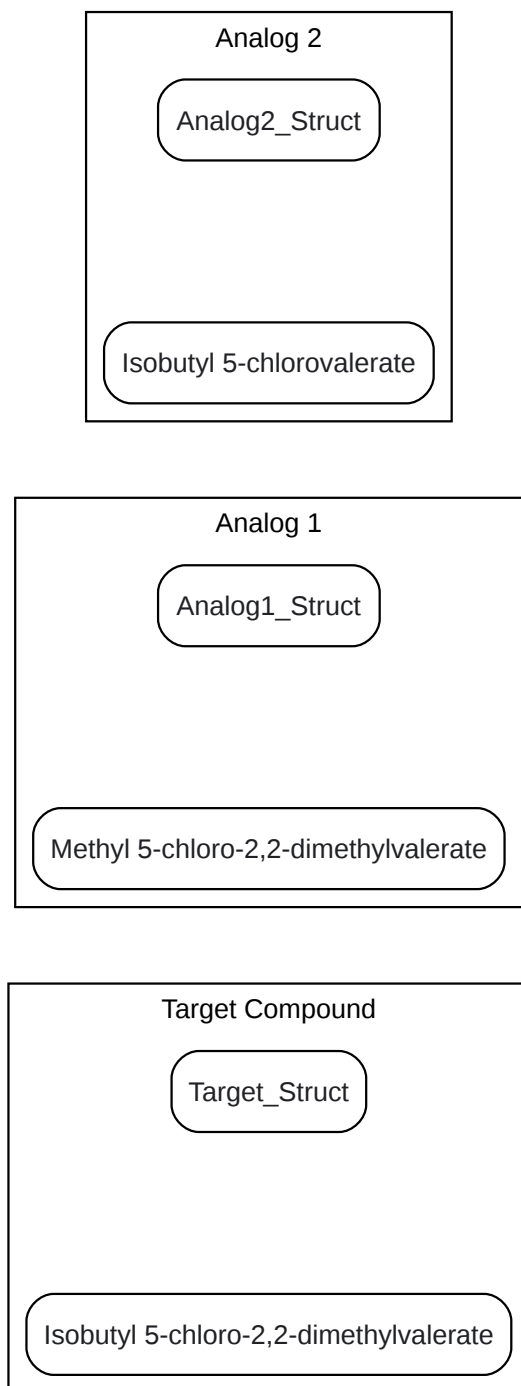 Analog 2
Analog2_Struct
Isobutyl 5-chlorovalerate
Analog 1
Analog1_Struct
Methyl 5-chloro-2,2-dimethylvalerate
Target Compound
Target_Struct
Isobutyl 5-chloro-2,2-dimethylvalerate